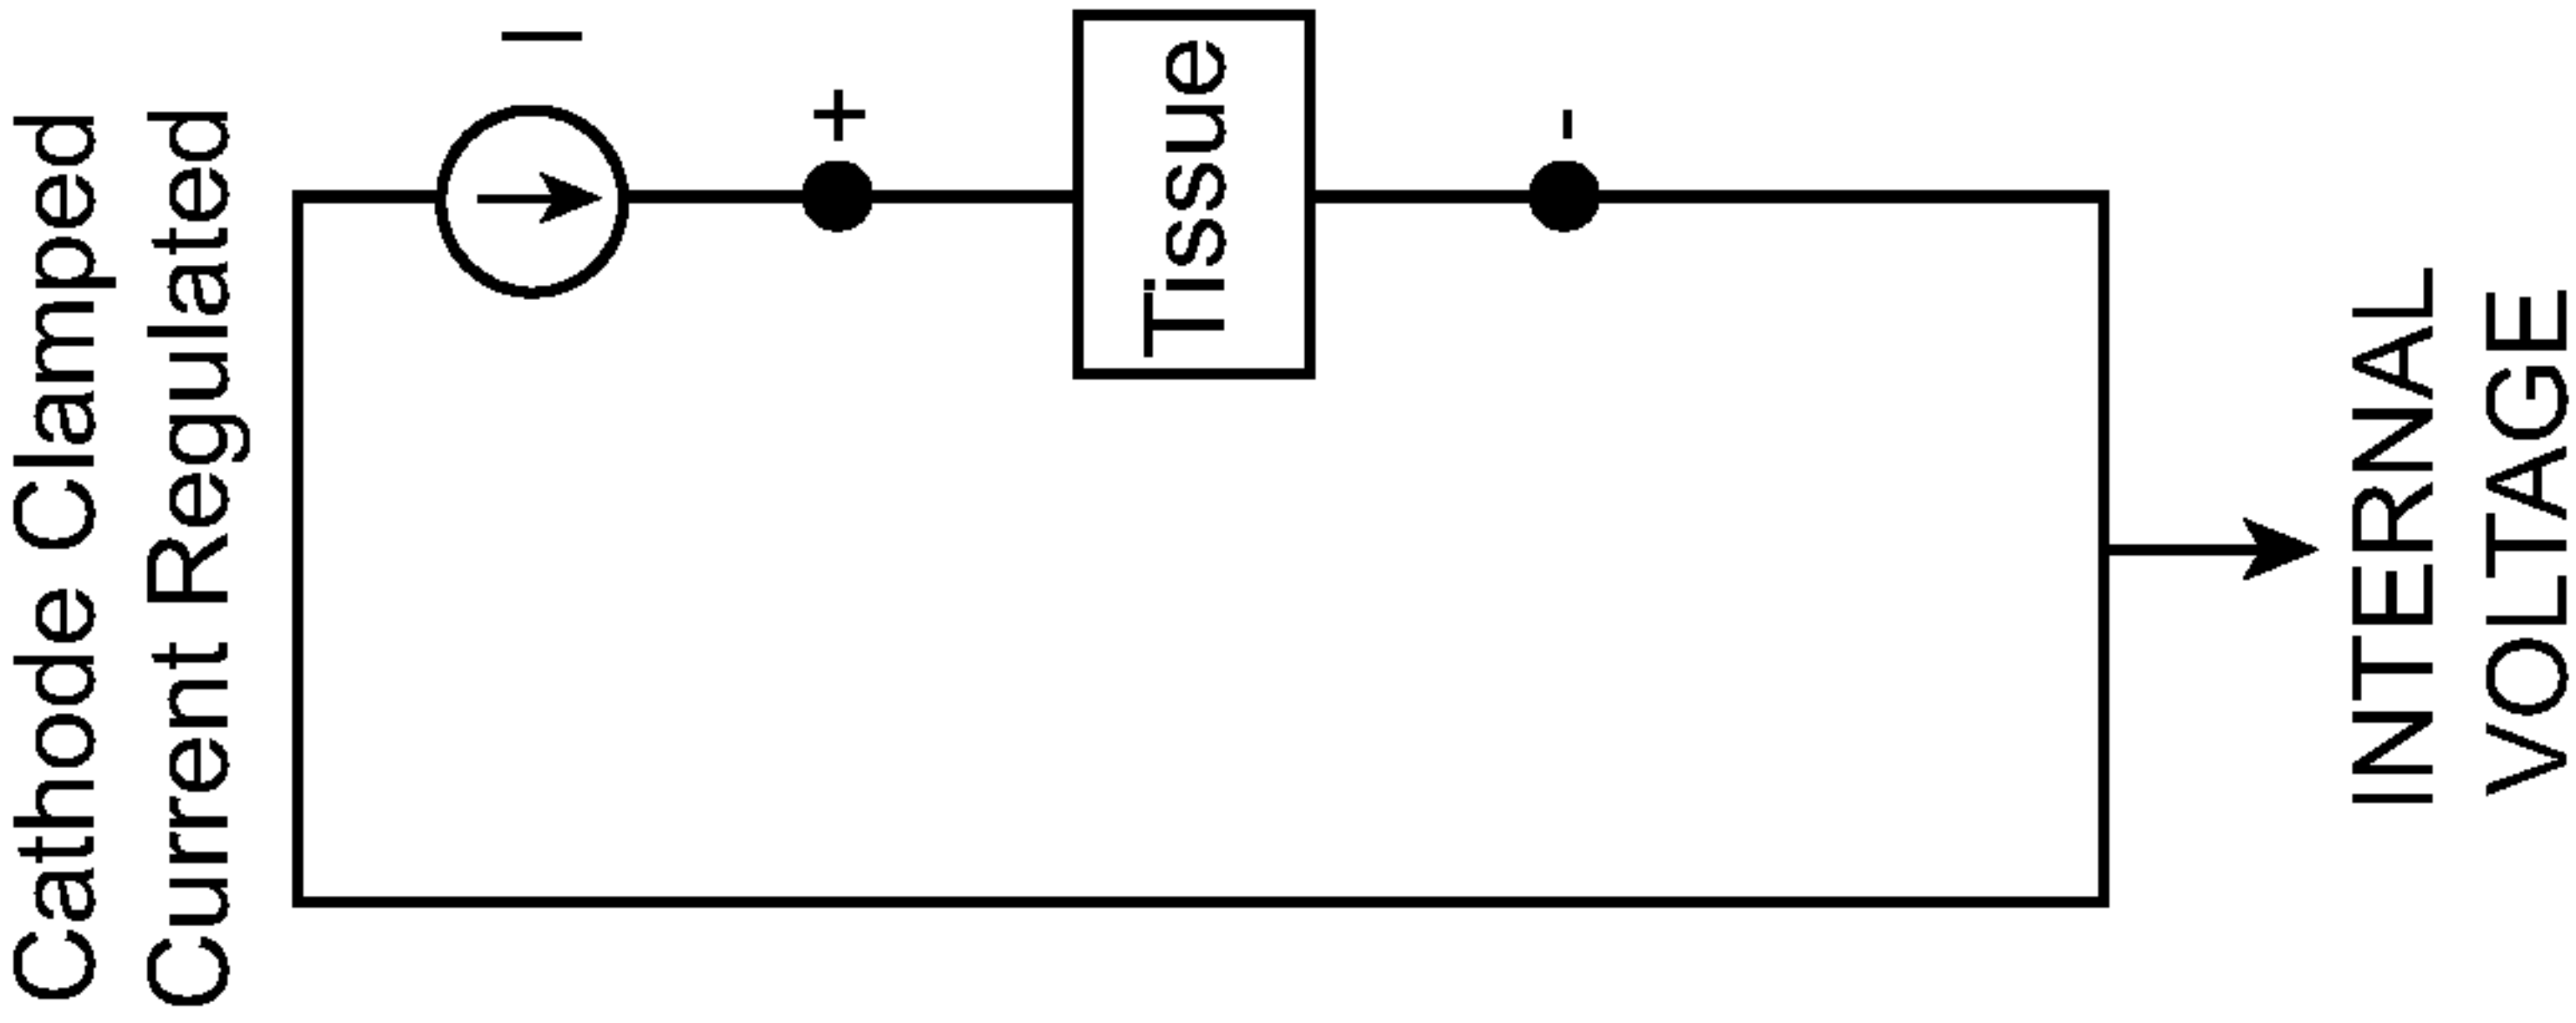 Cathode Clamped
Current Regulated
I
+
Tissue
-
INTERNAL
VOLTAGE